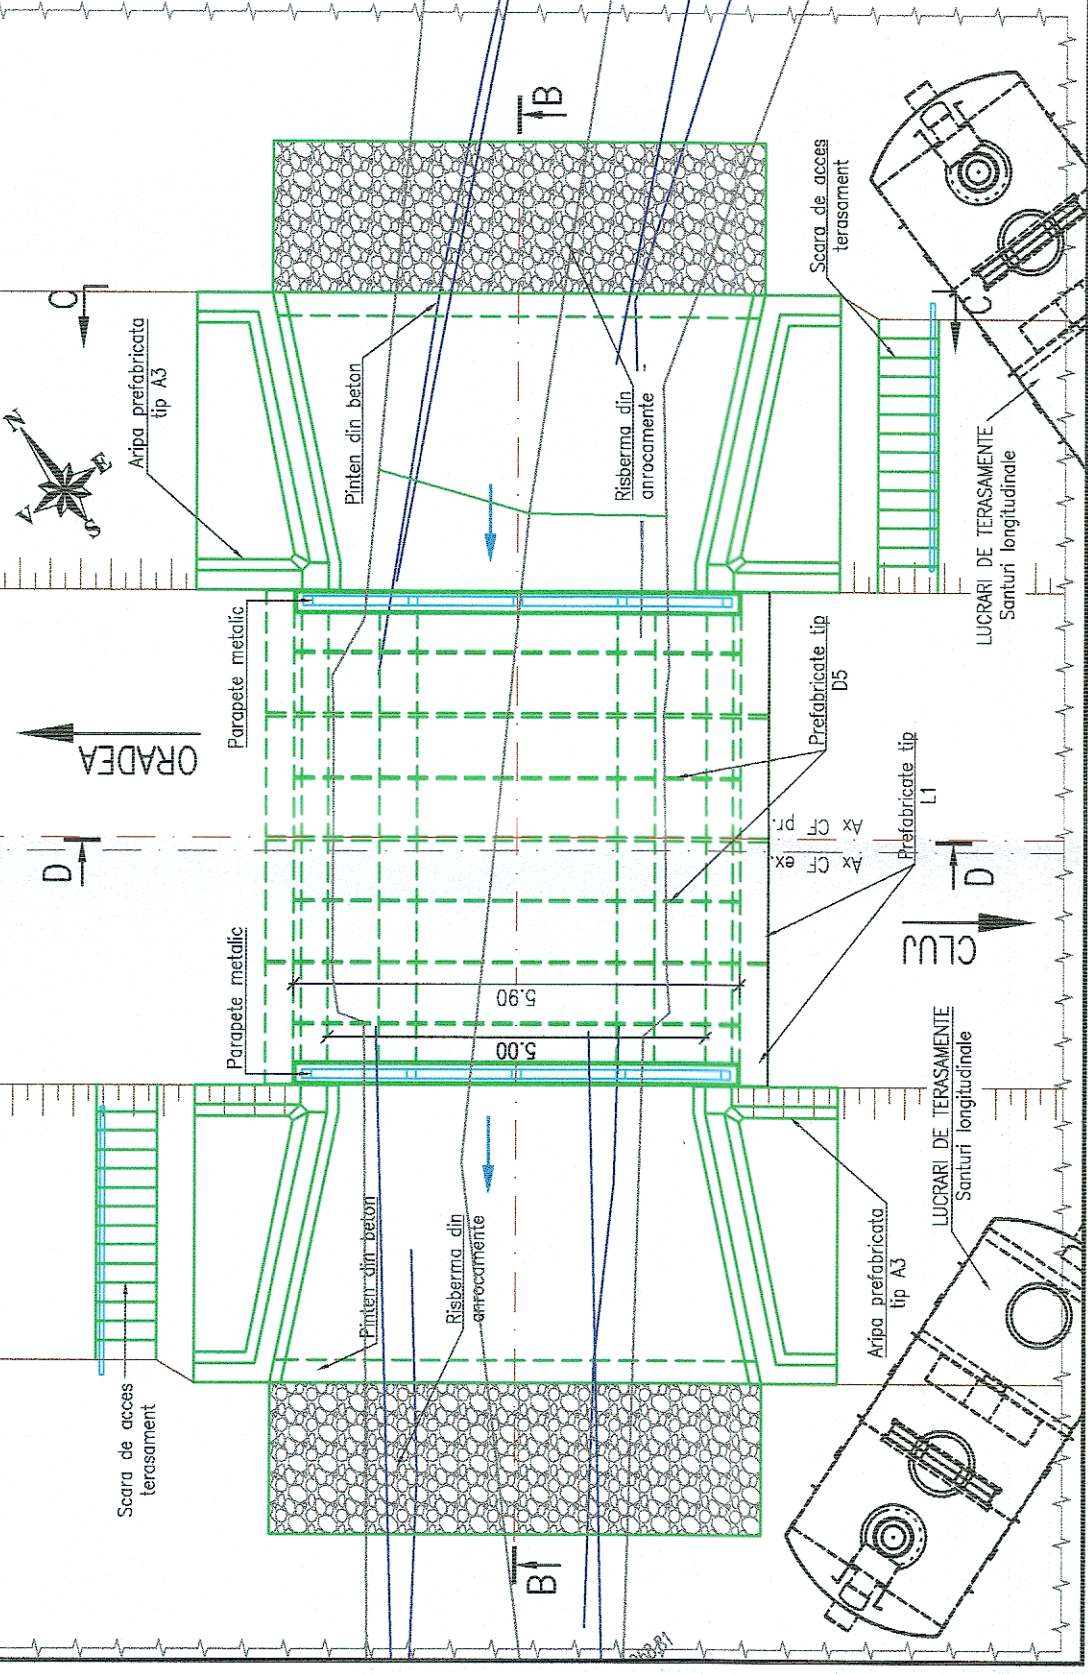 B
C
N
E
S
V
Aripa prefabricata
tip A3
Pinten din beton
Risberma din
anrocamente
Scara de acces
terasament
C
LUCRARI DE TERASAMENTE
Santuri longitudinale
Parapete metalic
ORADEA
Prefabricate tip
D5
Prefabricate tip
L1
Ax CF pr.
Ax CF ex.
D
D
CLUJ
Parapete metalic
5.90
5.00
LUCRARI DE TERASAMENTE
Santuri longitudinale
Pinten din beton
Risberma din
anrocamente
Aripa prefabricata
tip A3
Scara de acces
terasament
B